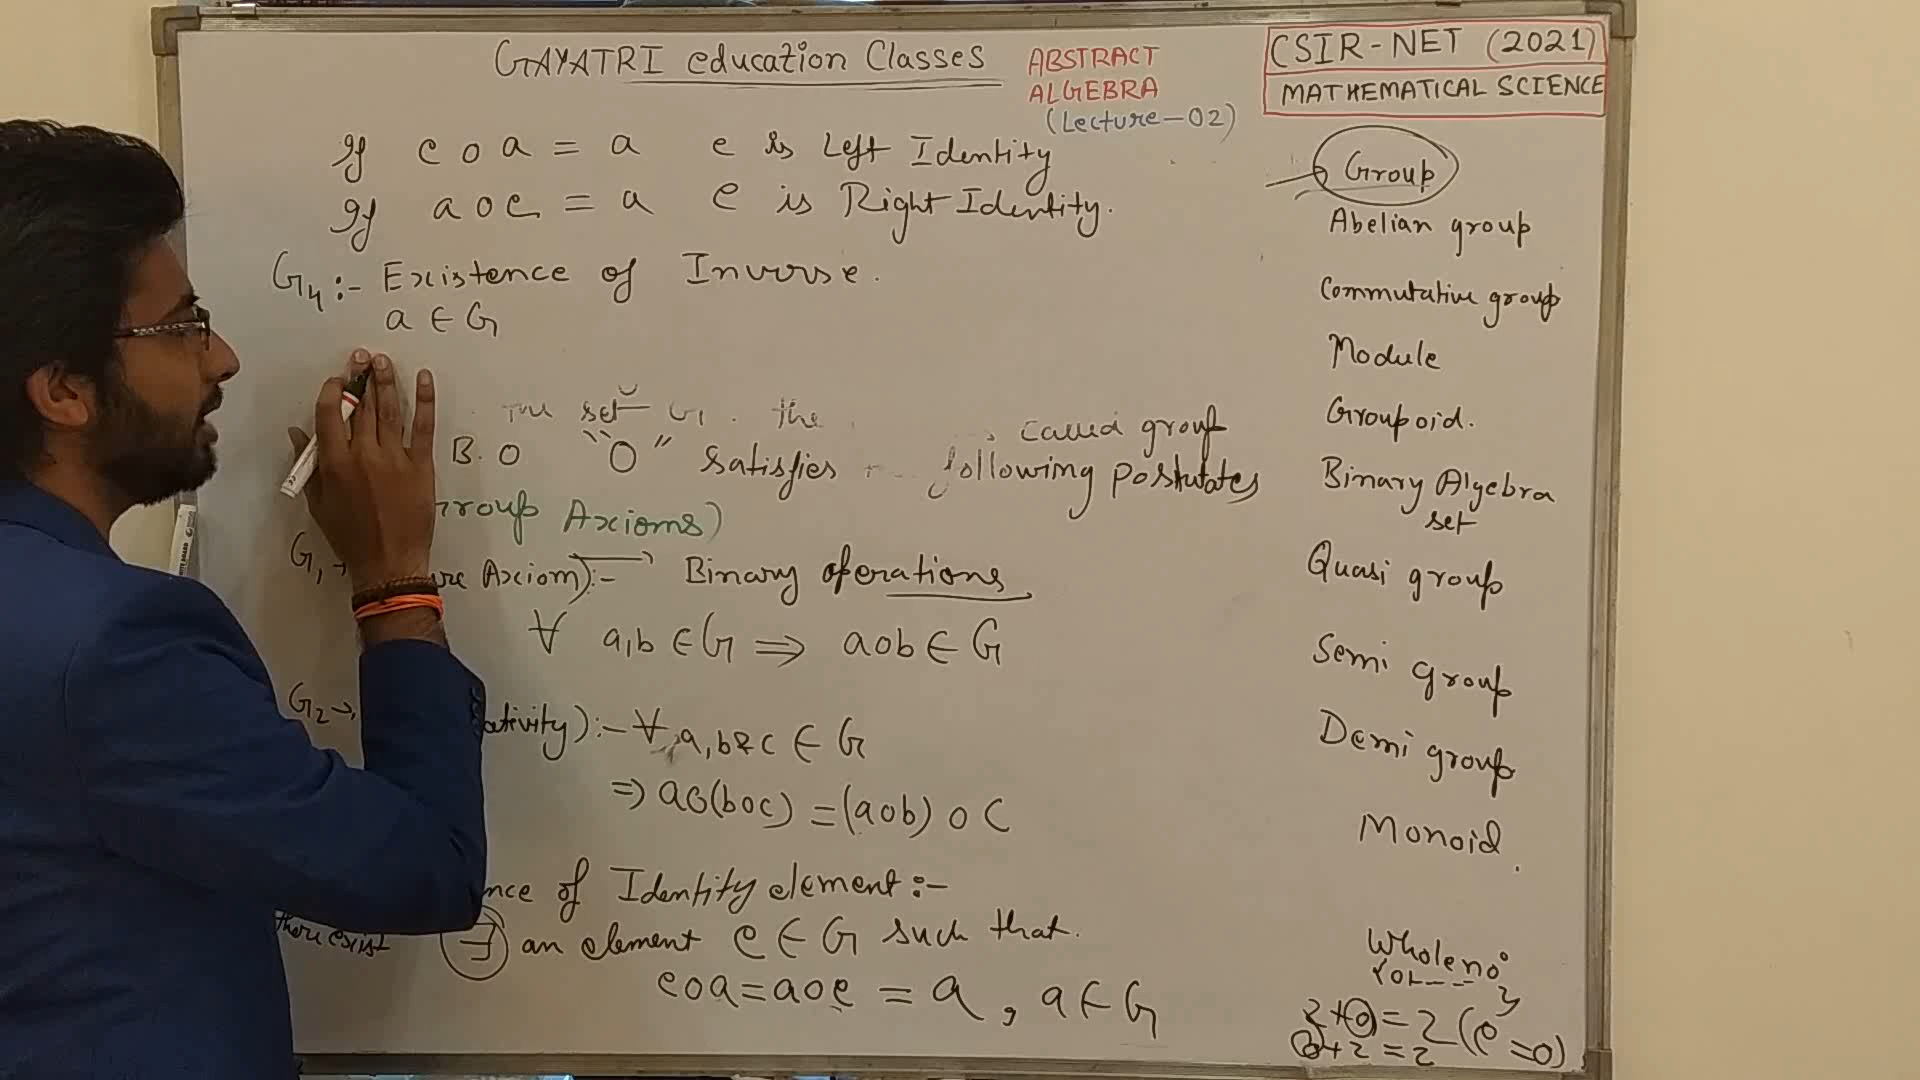 GAYATRI education Classes
ABSTRACT
ALGEBRA
(Lecture-02)
CSIR-NET (2021)
MATHEMATICAL SCIENCE
If e o a = a e is Left Identity
If a o e = a e is Right Identity.
G4:- Existence of Inverse.
a ∈ G
The set G. the called group
B.O "O" satisfies following postulates
Group Axioms)
G1→ ure Axiom):- Binary operations
∀ a,b ∈ G ⇒ aob ∈ G
G2→ ativity):- ∀ a, b & c ∈ G
⇒ ao(boc) = (aob) o c
nce of Identity element:-
there exist ∃ an element e ∈ G such that.
eoa=aoe = a, a ∈ G
Group
Abelian group
Commutative group
Module
Groupoid.
Binary Algebra
set
Quasi group
Semi group
Demi group
Monoid.
Whole no
2+0=2 (e=0)
0+2=2